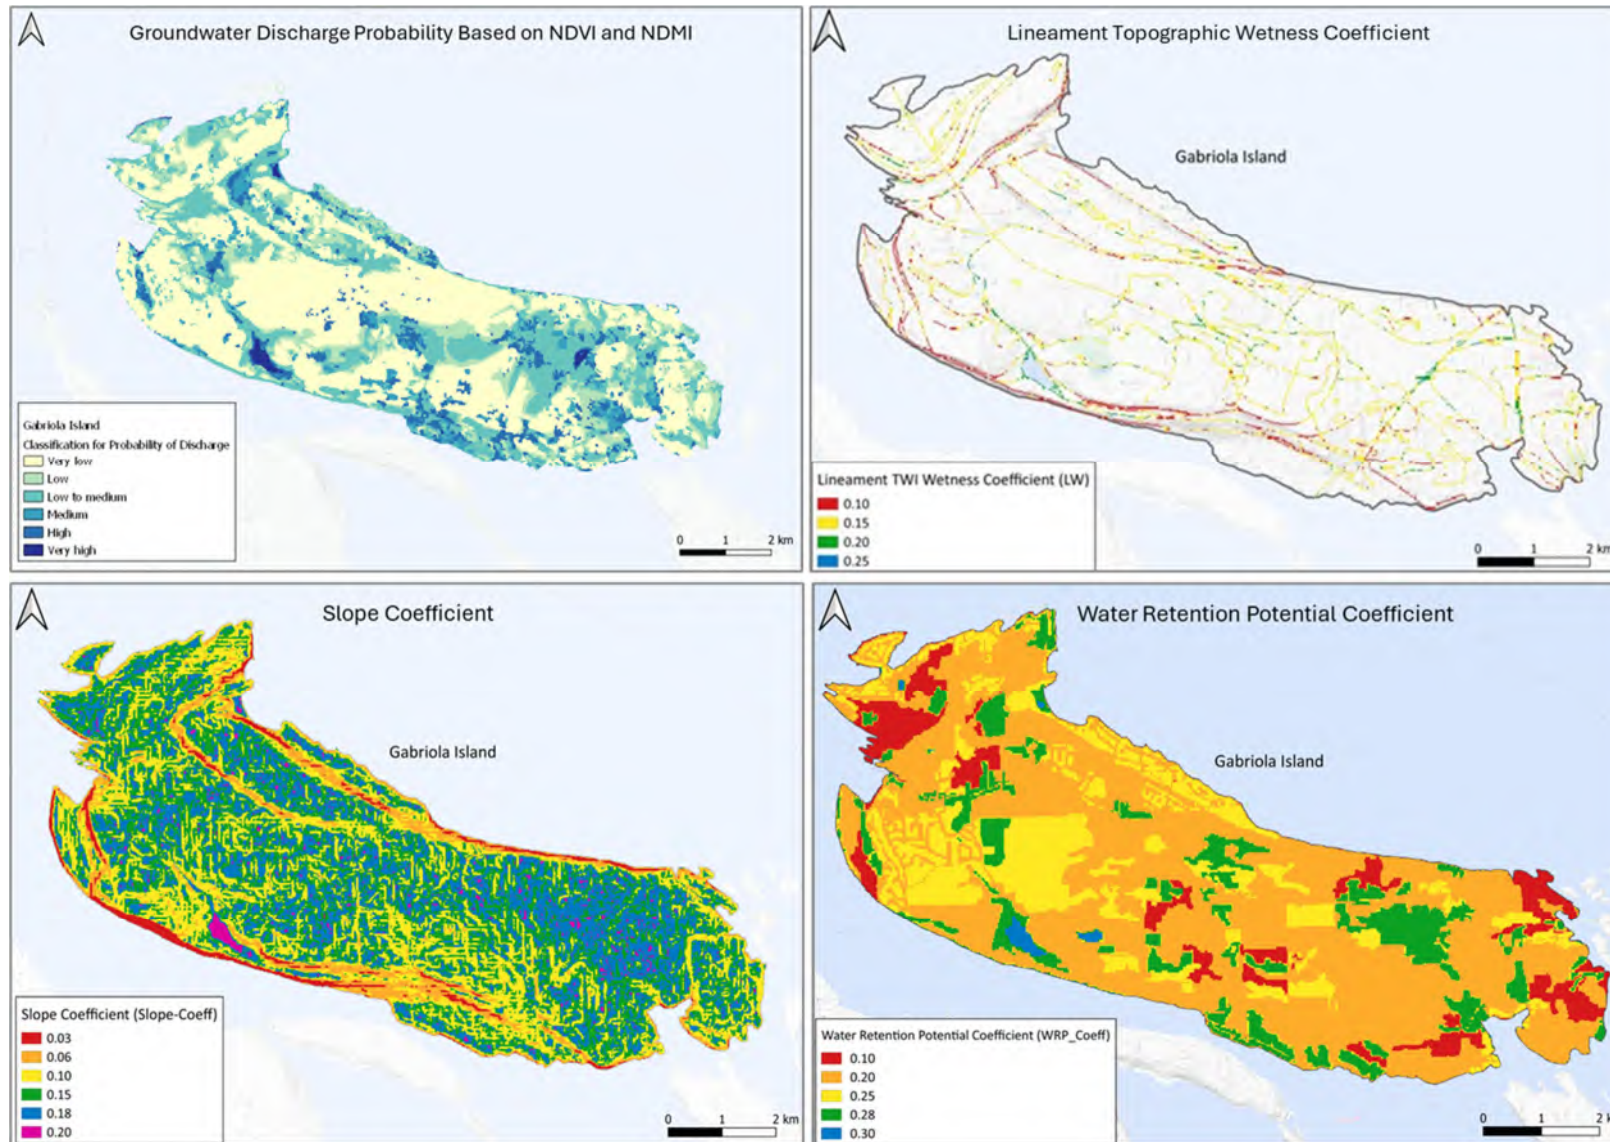 Groundwater Discharge Probability Based on NDVI and NDMI
Gabriola Island
Classification for Probability of Discharge
Very low
Low
Low to medium
Medium
High
Very high
0 1 2 km
Lineament Topographic Wetness Coefficient
Gabriola Island
Lineament TWI Wetness Coefficient (LW)
0.10
0.15
0.20
0.25
0 1 2 km
Slope Coefficient
Gabriola Island
Slope Coefficient (Slope-Coeff)
0.03
0.06
0.10
0.15
0.18
0.20
0 1 2 km
Water Retention Potential Coefficient
Gabriola Island
Water Retention Potential Coefficient (WRP_Coeff)
0.10
0.20
0.25
0.28
0.30
0 1 2 km